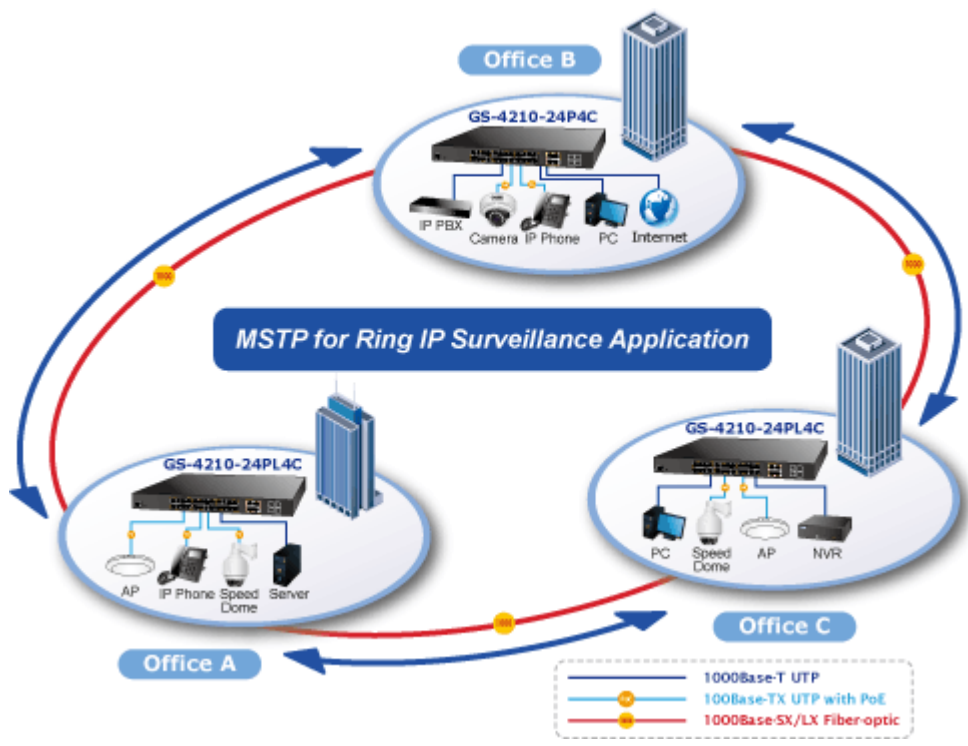 Office B
GS-4210-24P4C
IP PBX
Camera
IP Phone
PC
Internet
MSTP for Ring IP Surveillance Application
GS-4210-24PL4C
AP
IP Phone
Speed
Dome
Server
Office A
GS-4210-24PL4C
PC
Speed
Dome
AP
NVR
Office C
1000Base-T UTP
100Base-TX UTP with PoE
1000Base-SX/LX Fiber-optic